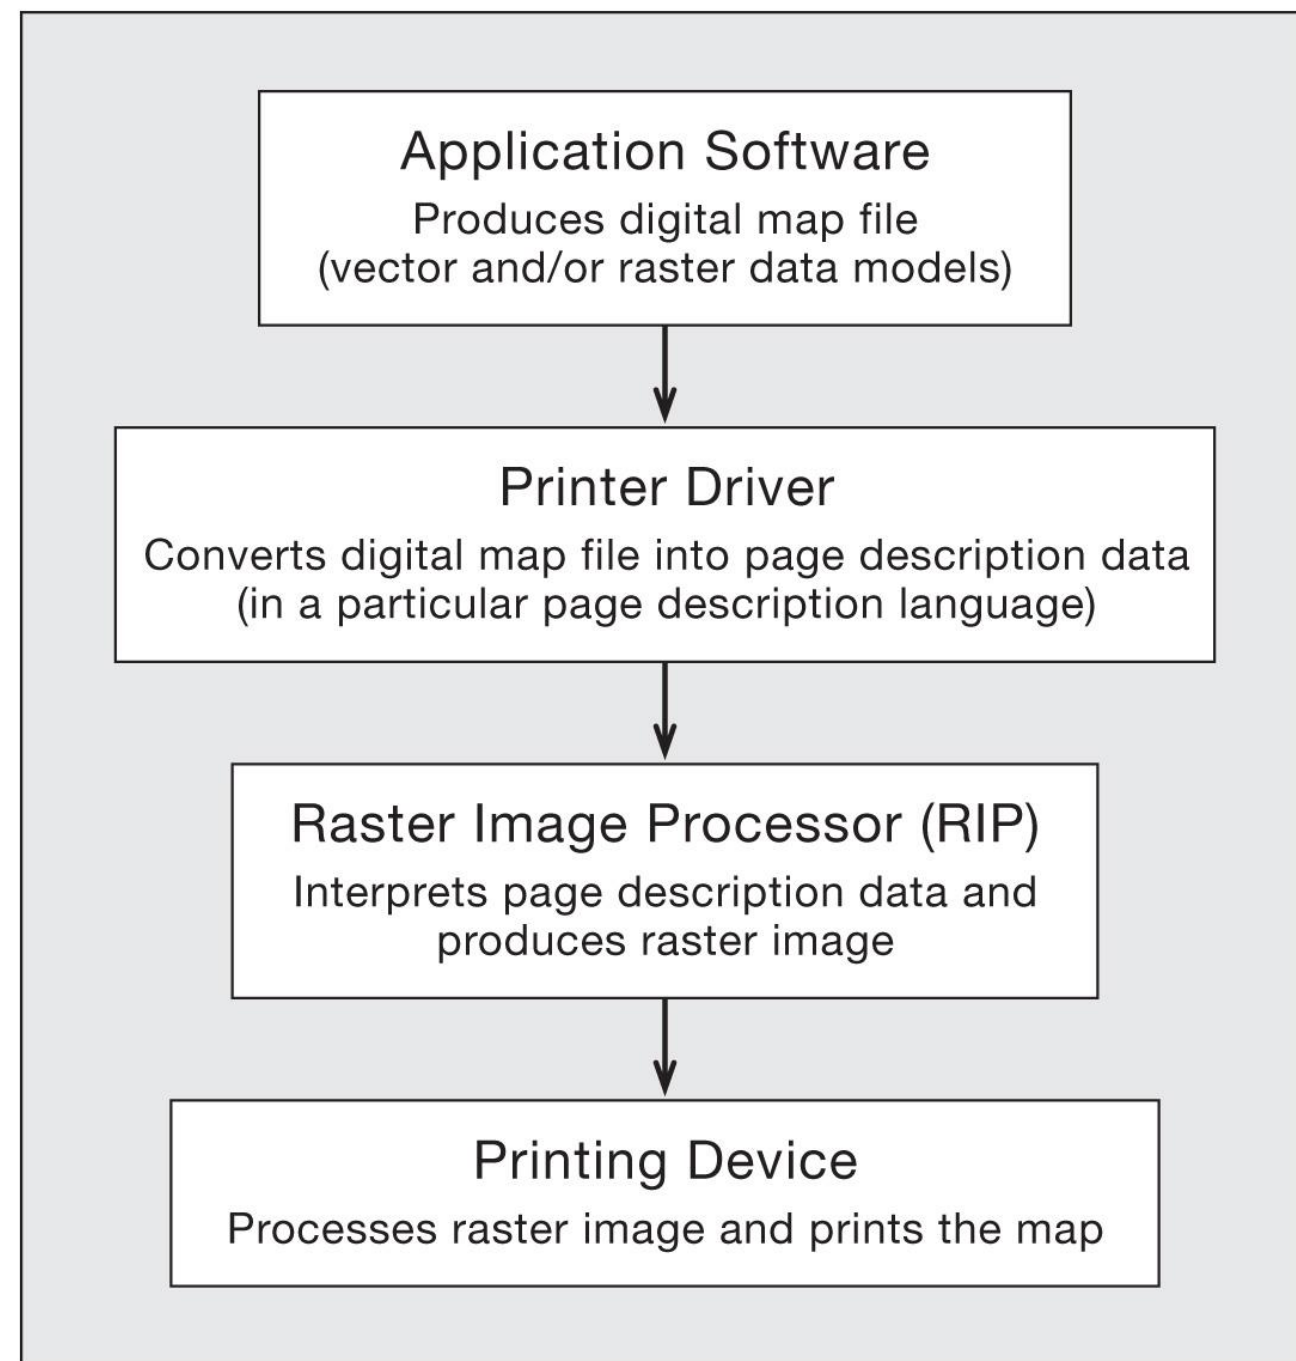 Application Software
Produces digital map file
(vector and/or raster data models)
Printer Driver
Converts digital map file into page description data
(in a particular page description language)
Raster Image Processor (RIP)
Interprets page description data and
produces raster image
Printing Device
Processes raster image and prints the map